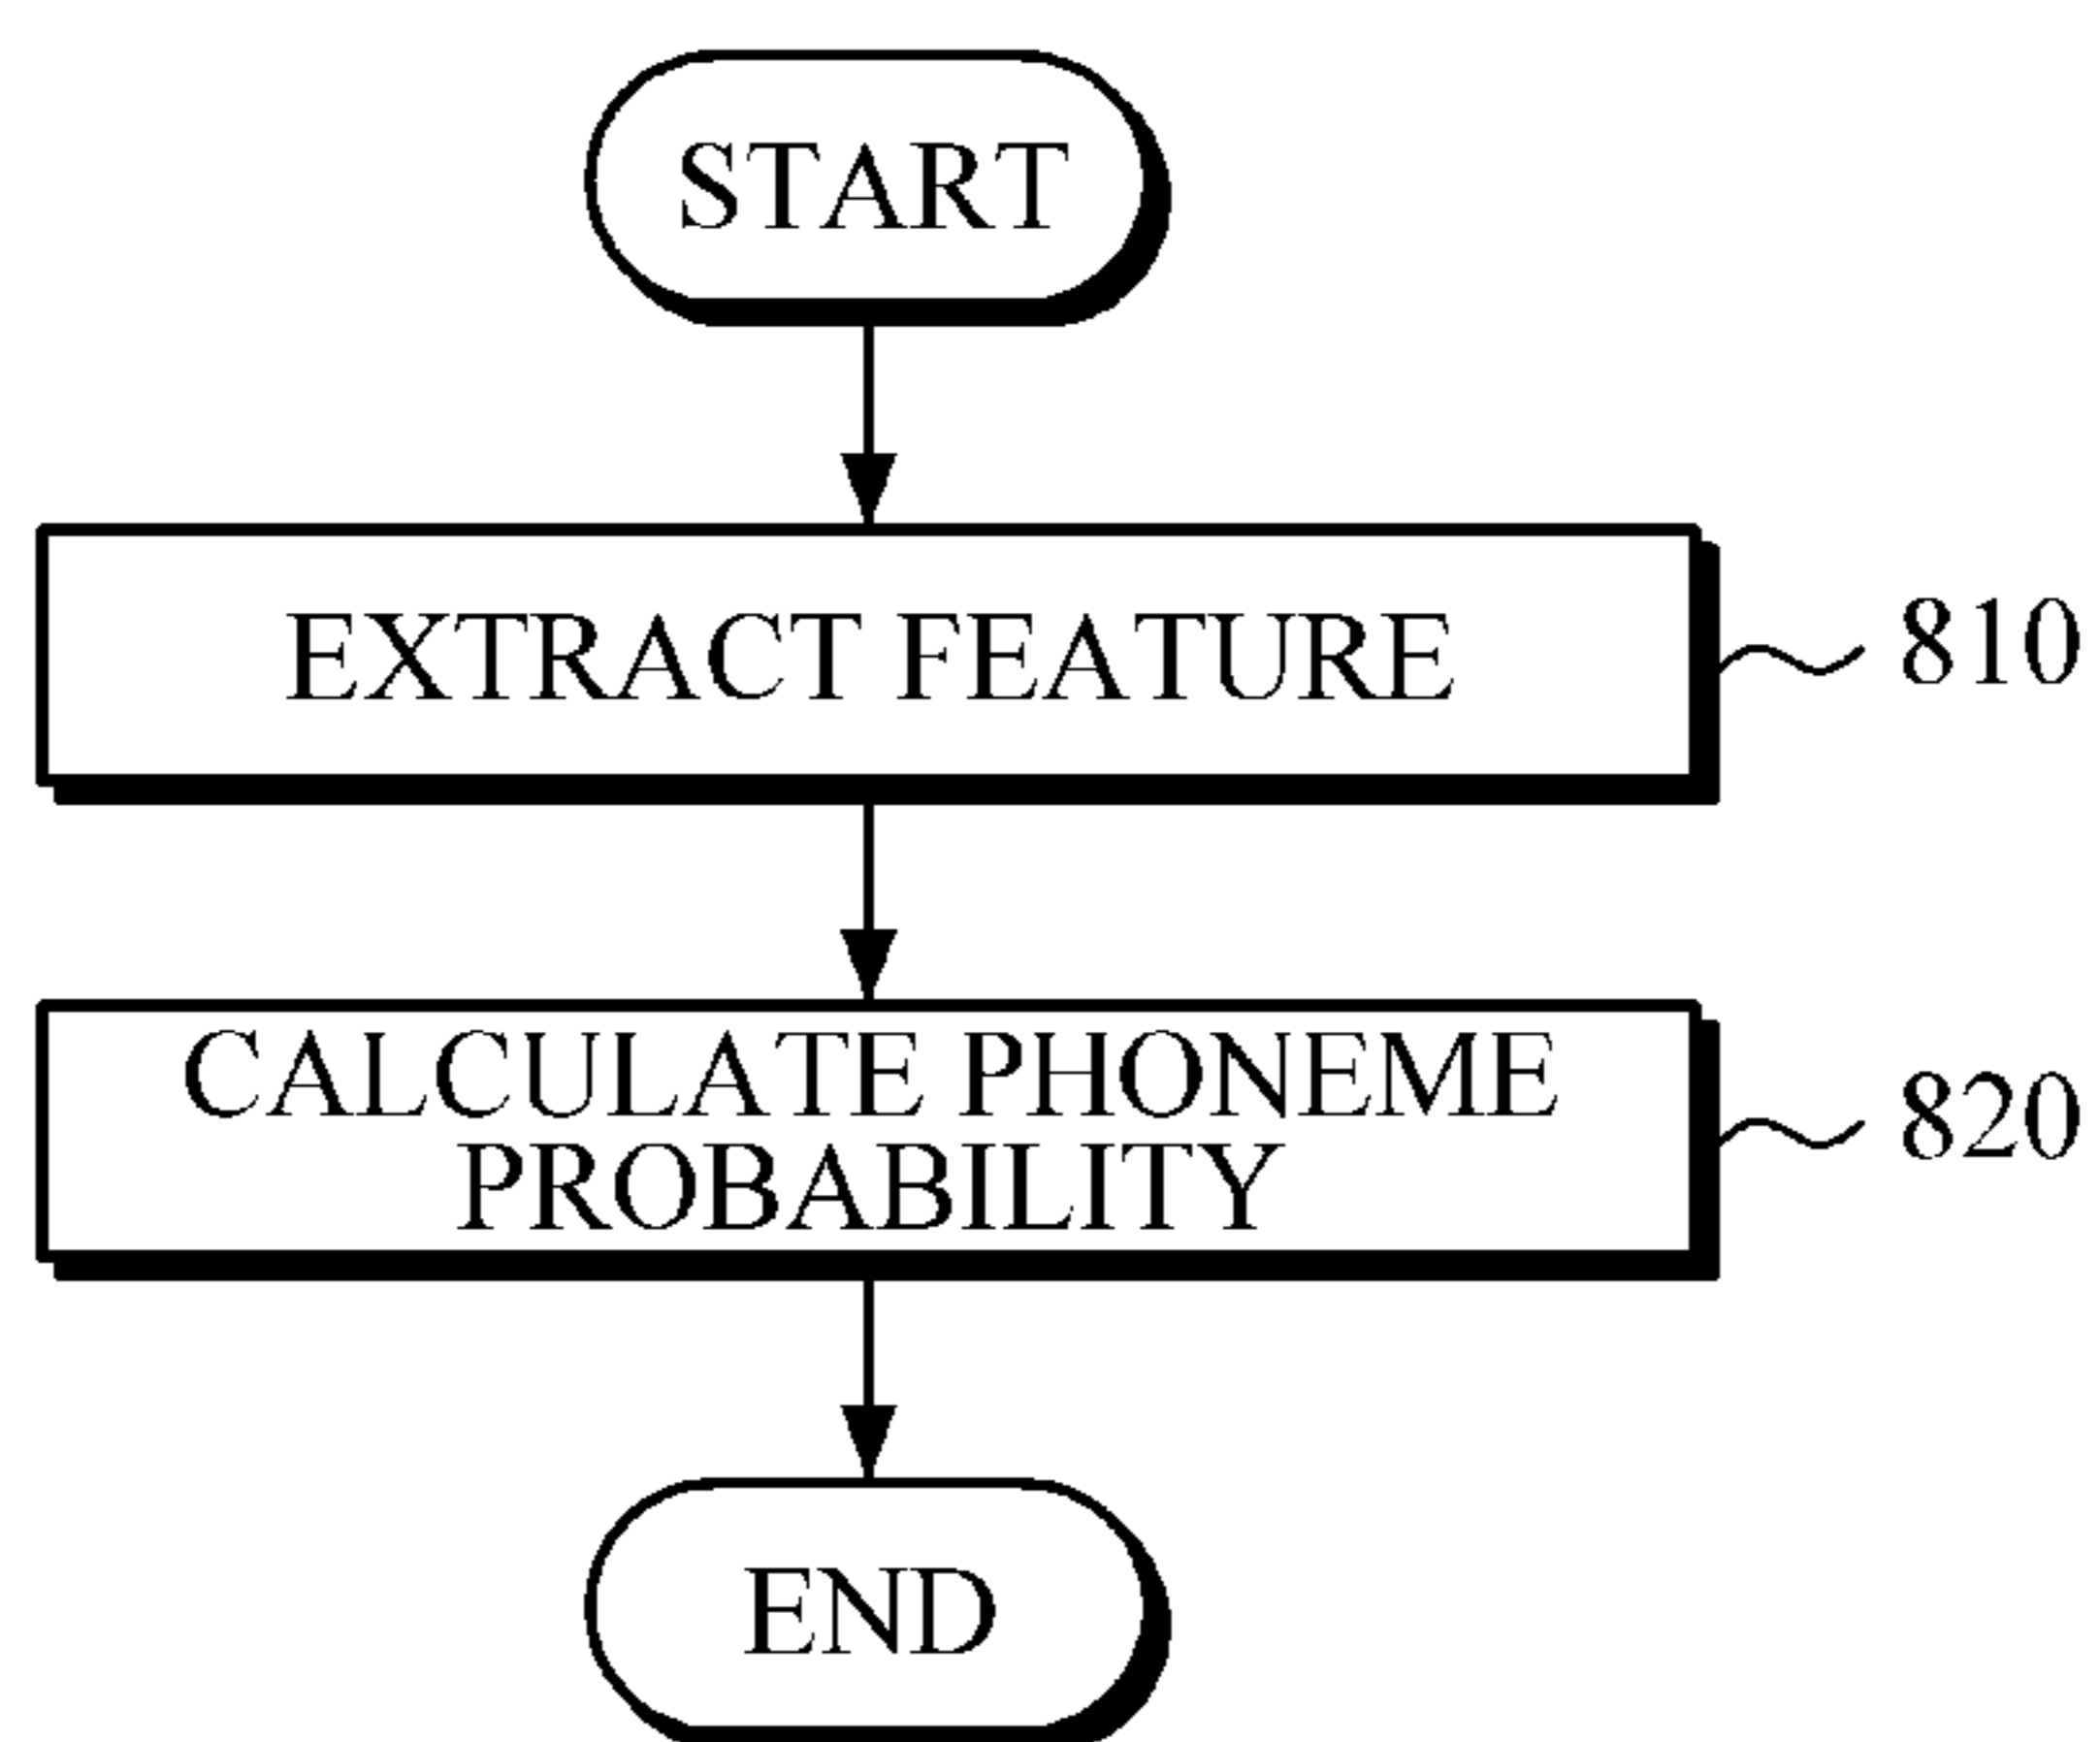 START
EXTRACT FEATURE
810
CALCULATE PHONEME
PROBABILITY
820
END